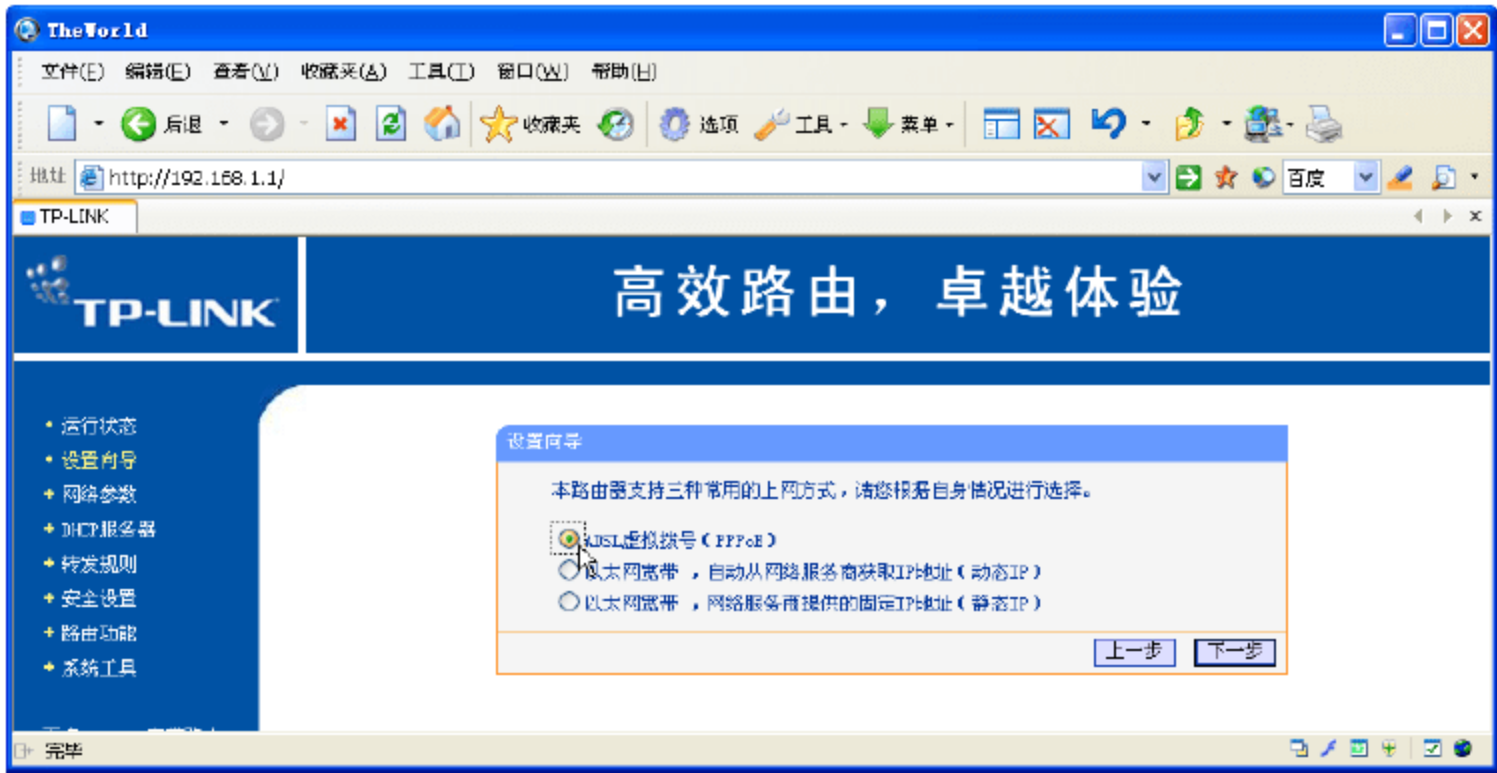 TheWorld
文件(F) 编辑(E) 查看(V) 收藏夹(A) 工具(T) 窗口(W) 帮助(H)
后退 收藏夹 选项 工具 菜单
地址 http://192.168.1.1/ 百度
TP-LINK
TP-LINK 高效路由，卓越体验
运行状态
设置向导
网络参数
DHCP服务器
转发规则
安全设置
路由功能
系统工具
设置向导
本路由器支持三种常用的上网方式，请您根据自身情况进行选择。
ADSL虚拟拨号（PPPoE）
以太网宽带 ，自动从网络服务商获取IP地址（动态IP）
以太网宽带 ，网络服务商提供的固定IP地址（静态IP）
上一步 下一步
完毕